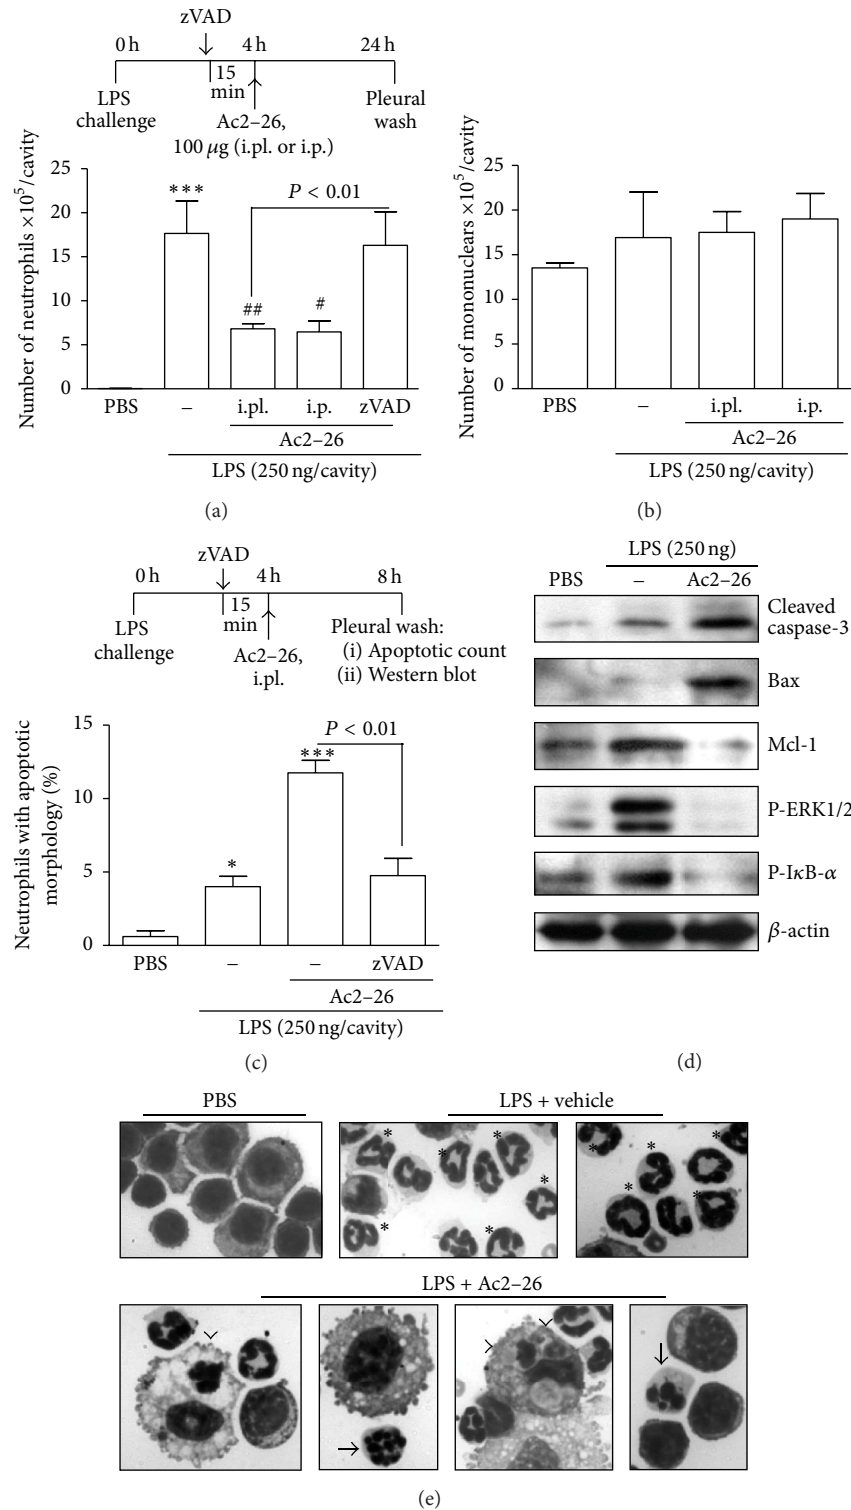 zVAD
0 h 4 h 24 h
15 min
LPS challenge
Pleural wash
Ac2–26,
100 μg (i.pl. or i.p.)
Number of neutrophils ×10⁵/cavity
25
20
15
10
5
0
***
P < 0.01
##
#
PBS – i.pl. i.p. zVAD
Ac2–26
LPS (250 ng/cavity)
(a)
Number of mononuclears ×10⁵/cavity
25
20
15
10
5
0
PBS – i.pl. i.p.
Ac2–26
LPS (250 ng/cavity)
(b)
zVAD
0 h 4 h 8 h
15 min
LPS challenge
Ac2–26, i.pl.
Pleural wash:
(i) Apoptotic count
(ii) Western blot
Neutrophils with apoptotic
morphology (%)
15
10
5
0
P < 0.01
***
*
PBS – – zVAD
Ac2–26
LPS (250 ng/cavity)
(c)
LPS (250 ng)
PBS – Ac2–26
Cleaved
caspase-3
Bax
Mcl-1
P-ERK1/2
P-IκB-α
β-actin
(d)
PBS LPS + vehicle
* * * * * * *
* * * * *
LPS + Ac2–26
(e)